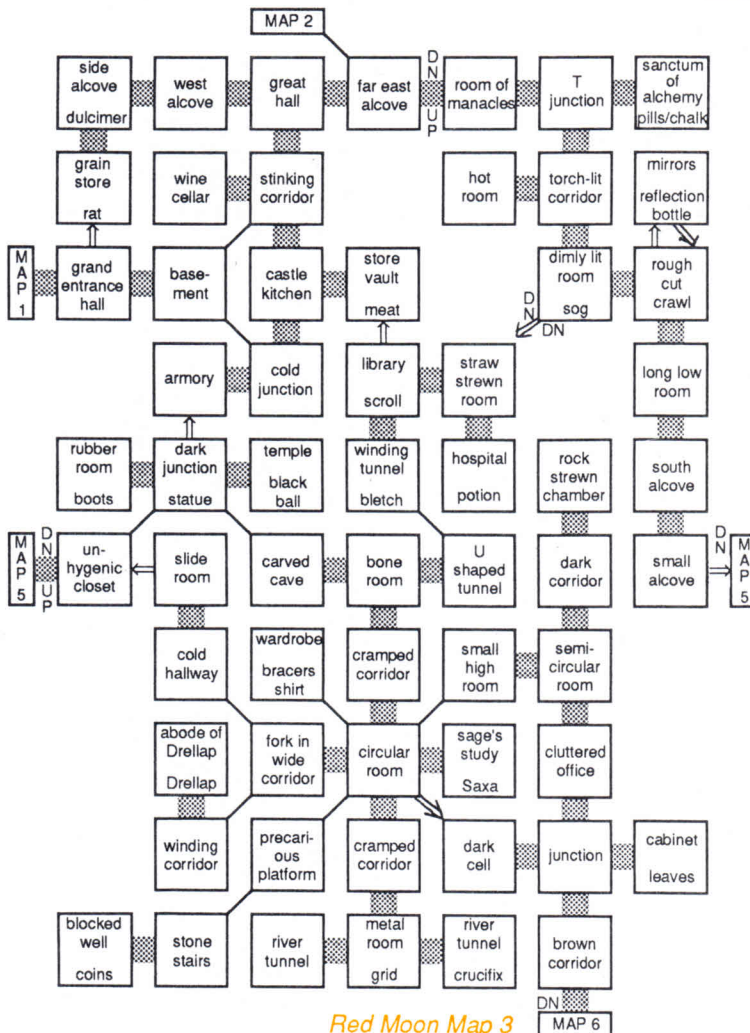 MAP 2
side
alcove
dulcimer
west
alcove
great
hall
far east
alcove
DN
UP
room of
manacles
T
junction
sanctum
of
alchemy
pills/chalk
grain
store
rat
wine
cellar
stinking
corridor
hot
room
torch-lit
corridor
mirrors
reflection
bottle
MAP 1
grand
entrance
hall
base-
ment
castle
kitchen
store
vault
meat
dimly lit
room
sog
DN
DN
rough
cut
crawl
armory
cold
junction
library
scroll
straw
strewn
room
long low
room
rubber
room
boots
dark
junction
statue
temple
black
ball
winding
tunnel
bletch
hospital
potion
rock
strewn
chamber
south
alcove
MAP 5
DN
UP
un-
hygenic
closet
slide
room
carved
cave
bone
room
U
shaped
tunnel
dark
corridor
small
alcove
DN
MAP 5
cold
hallway
wardrobe
bracers
shirt
cramped
corridor
small
high
room
semi-
circular
room
abode of
Drellap
Drellap
fork in
wide
corridor
circular
room
sage's
study
Saxa
cluttered
office
winding
corridor
precari-
ous
platform
cramped
corridor
dark
cell
junction
cabinet
leaves
blocked
well
coins
stone
stairs
river
tunnel
metal
room
grid
river
tunnel
crucifix
brown
corridor
DN
MAP 6
Red Moon Map 3